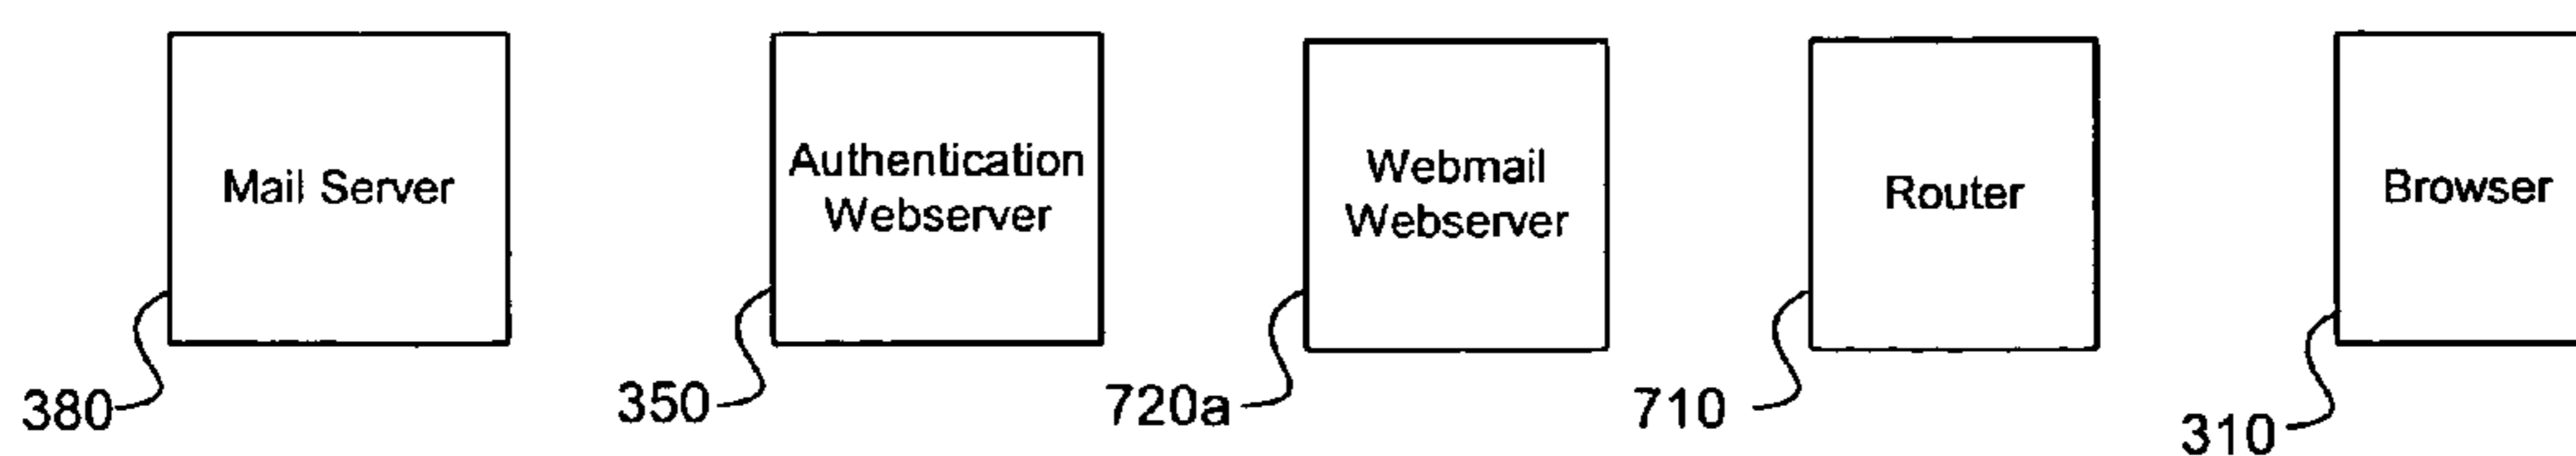 Mail Server
Authentication
Webserver
Webmail
Webserver
Router
Browser
380
350
720a
710
310